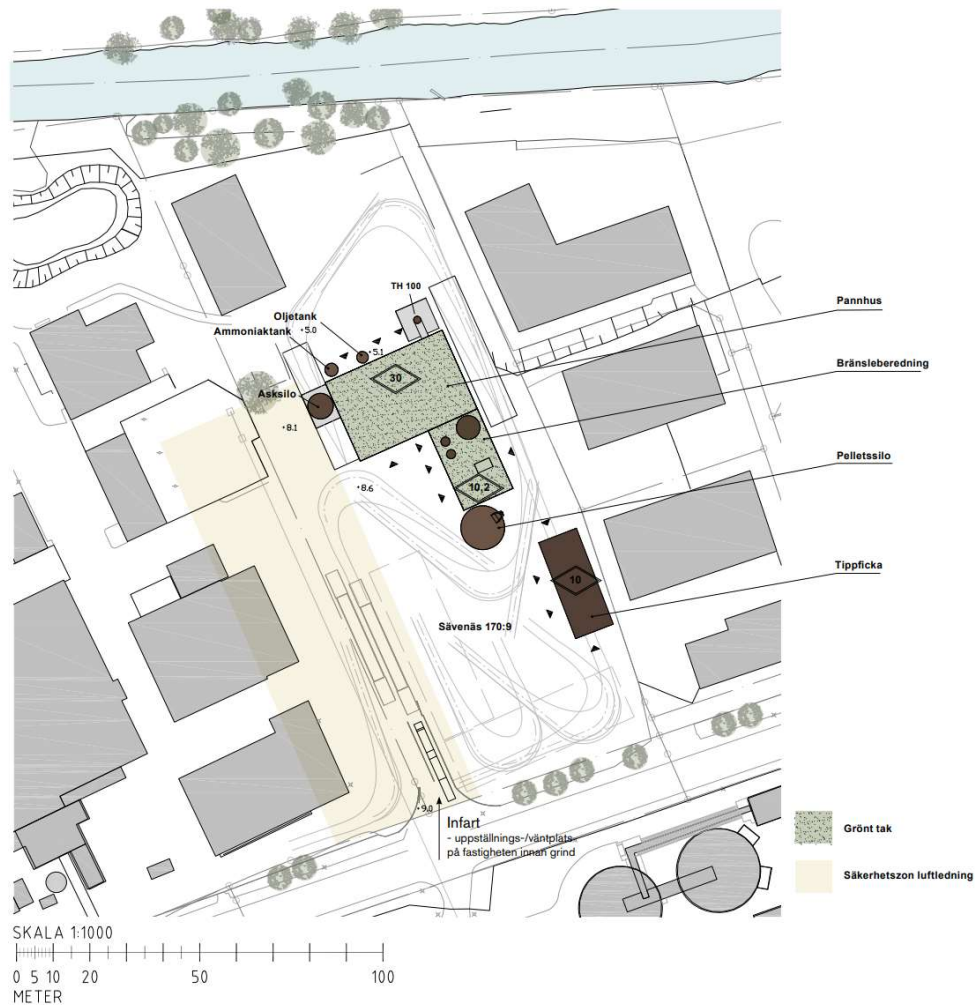 TH 100
Oljetank
5.0
Ammoniaktank
5.1
Pannhus
30
Bränsleberedning
Asksilo
8.1
Pelletssilo
8.6
10,2
Tippficka
10
Sävenäs 170:9
9.0
Infart
- uppställnings-/väntplats
på fastigheten innan grind
Grönt tak
Säkerhetszon luftledning
SKALA 1:1000
0 5 10 20 50 100
METER